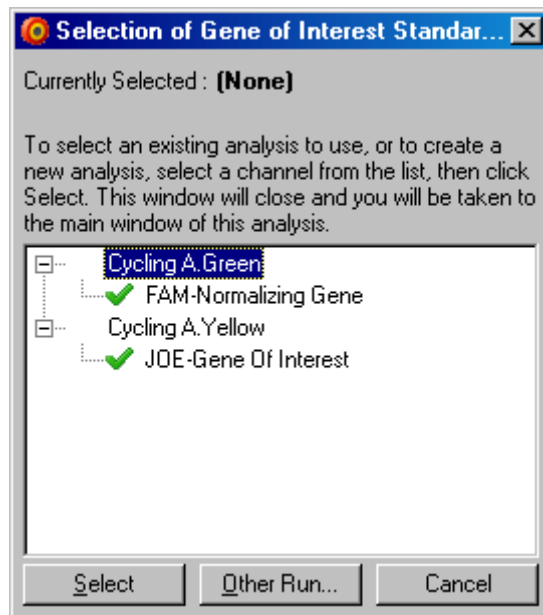 Selection of Gene of Interest Standar...
Currently Selected : (None)
To select an existing analysis to use, or to create a
new analysis, select a channel from the list, then click
Select. This window will close and you will be taken to
the main window of this analysis.
Cycling A.Green
FAM-Normalizing Gene
Cycling A.Yellow
JOE-Gene Of Interest
Select Other Run... Cancel